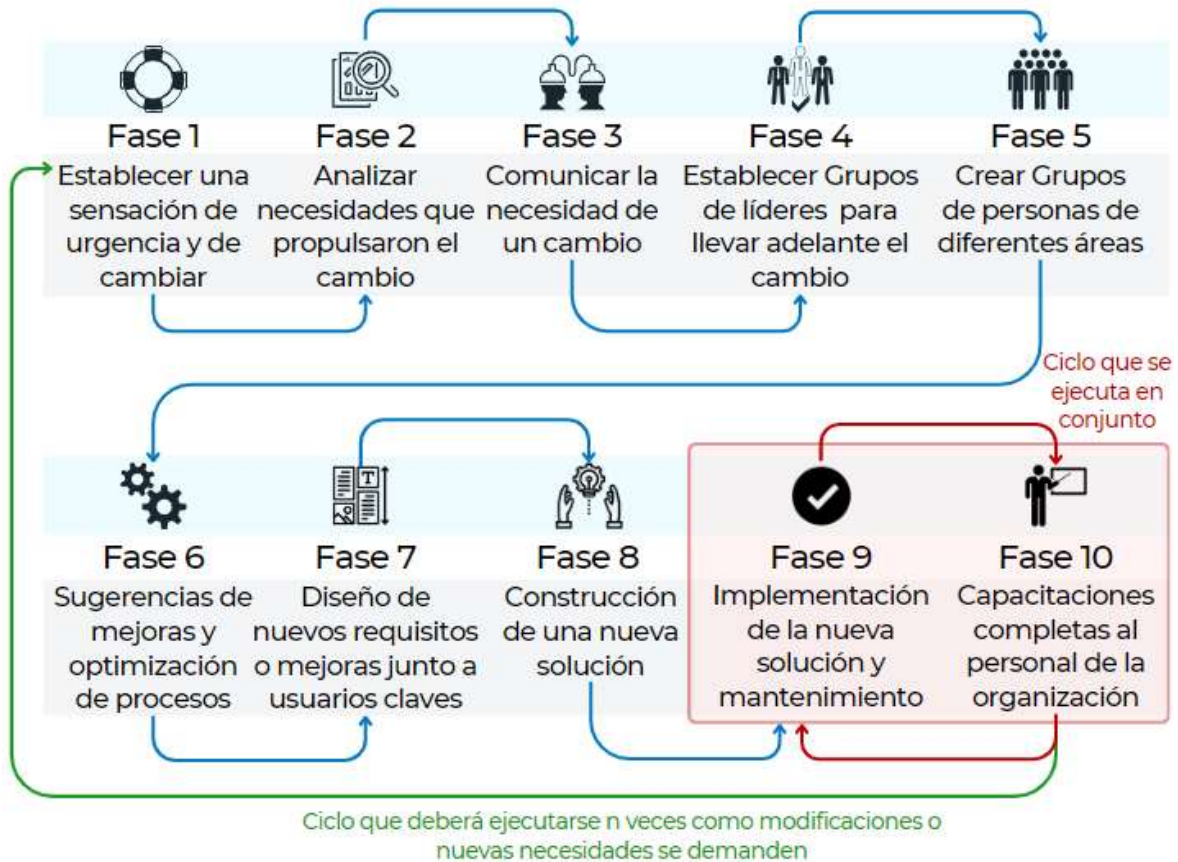 Fase 1
Establecer una
sensación de
urgencia y de
cambiar
Fase 2
Analizar
necesidades que
propulsaron el
cambio
Fase 3
Comunicar la
necesidad de
un cambio
Fase 4
Establecer Grupos
de líderes para
llevar adelante el
cambio
Fase 5
Crear Grupos
de personas de
diferentes áreas
Ciclo que se
ejecuta en
conjunto
Fase 6
Sugerencias de
mejoras y
optimización
de procesos
Fase 7
Diseño de
nuevos requisitos
o mejoras junto a
usuarios claves
Fase 8
Construcción
de una nueva
solución
Fase 9
Implementación
de la nueva
solución y
mantenimiento
Fase 10
Capacitaciones
completas al
personal de la
organización
Ciclo que deberá ejecutarse n veces como modificaciones o
nuevas necesidades se demanden